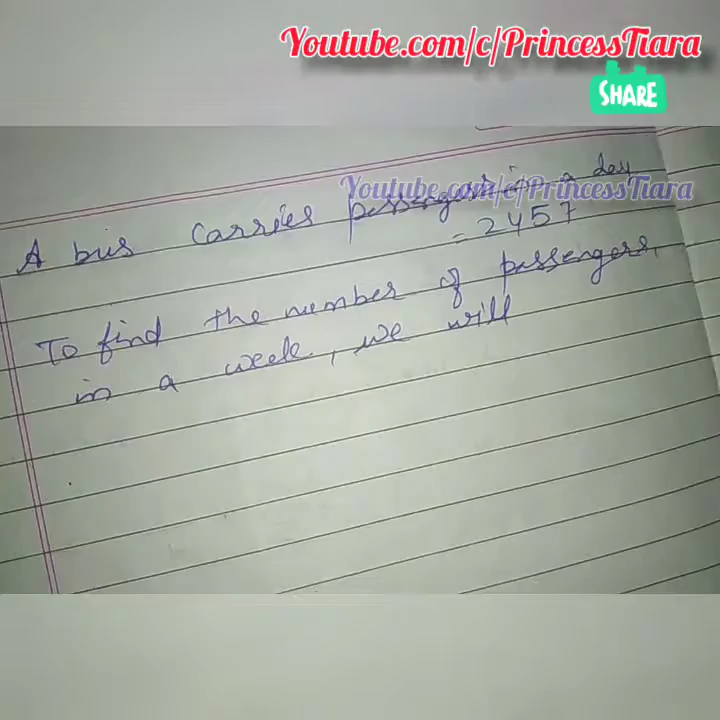 Youtube.com/c/PrincessTiara
SHARE
A bus carries passengers in a day
Youtube.com/c/PrincessTiara
= 2457
To find the number of passengers
in a week, we will